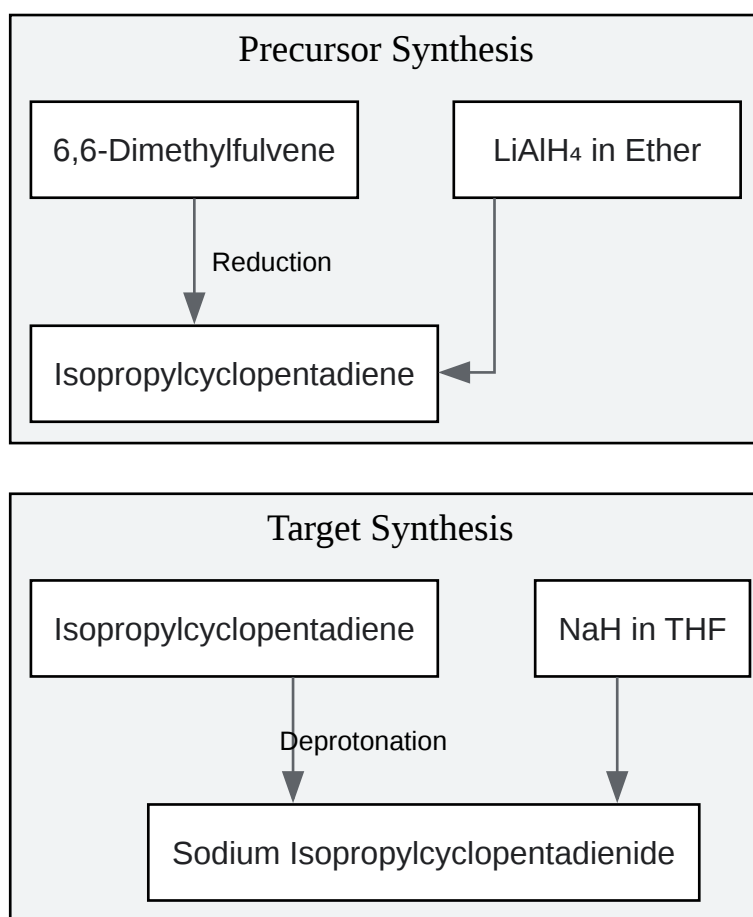 Precursor Synthesis
6,6-Dimethylfulvene
LiAlH₄ in Ether
Reduction
Isopropylcyclopentadiene
Target Synthesis
Isopropylcyclopentadiene
NaH in THF
Deprotonation
Sodium Isopropylcyclopentadienide